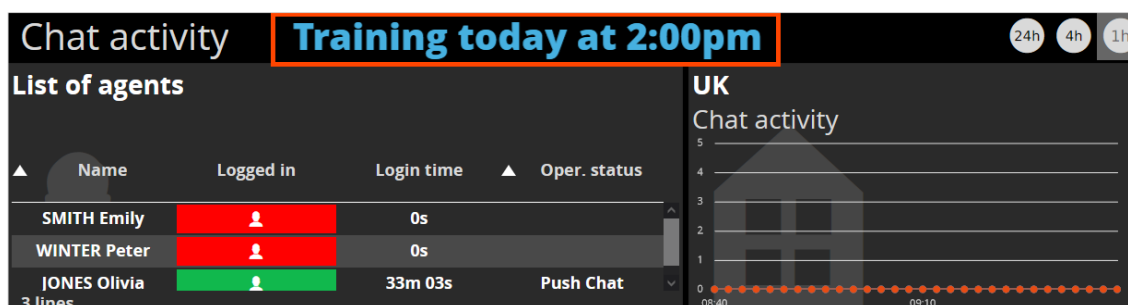 Chat activity
Training today at 2:00pm
24h
4h
1h
List of agents
Name Logged in Login time Oper. status
SMITH Emily 0s
WINTER Peter 0s
JONES Olivia 33m 03s Push Chat
3 lines
UK
Chat activity
5
4
3
2
1
0
08:40 09:10